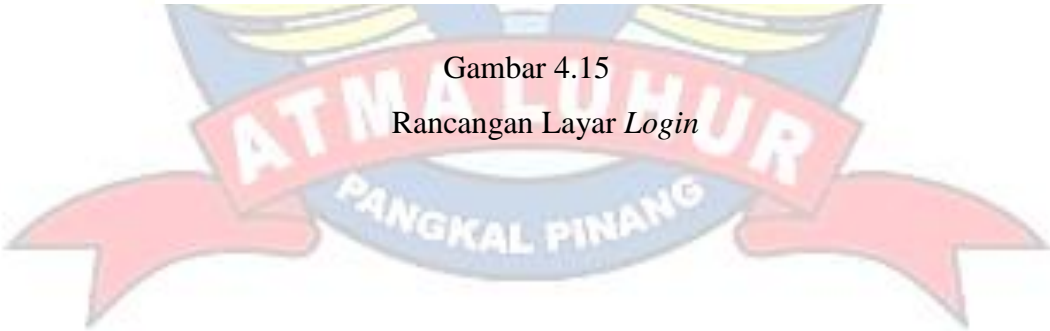 Gambar 4.15
ATMA LUHUR
Rancangan Layar Login
PANGKAL PINANG